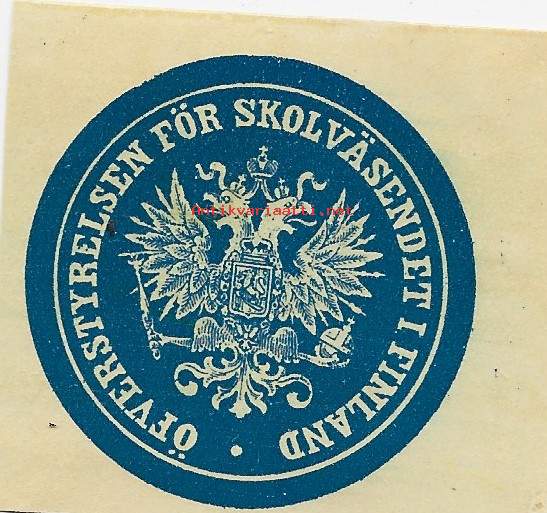 ÖFVERSTYRELSEN FÖR SKOLVÄSENDET I FINLAND
Antikvariaatti.net